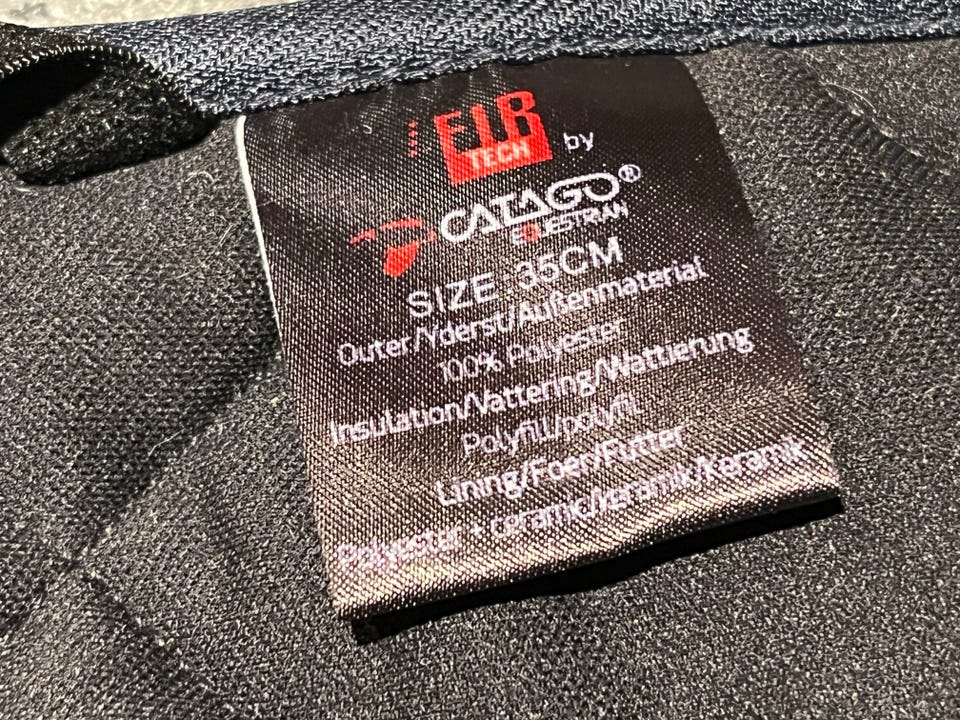 FIR
TECH by
CATAGO®
EQUESTRIAN
SIZE 35CM
Outer/Yderst/Außenmaterial
100% Polyester
Insulation/Vattering/Wattierung
Polyfill/polyfil
Lining/Foer/Futter
Polyester + ceramic/keramik/Keramik